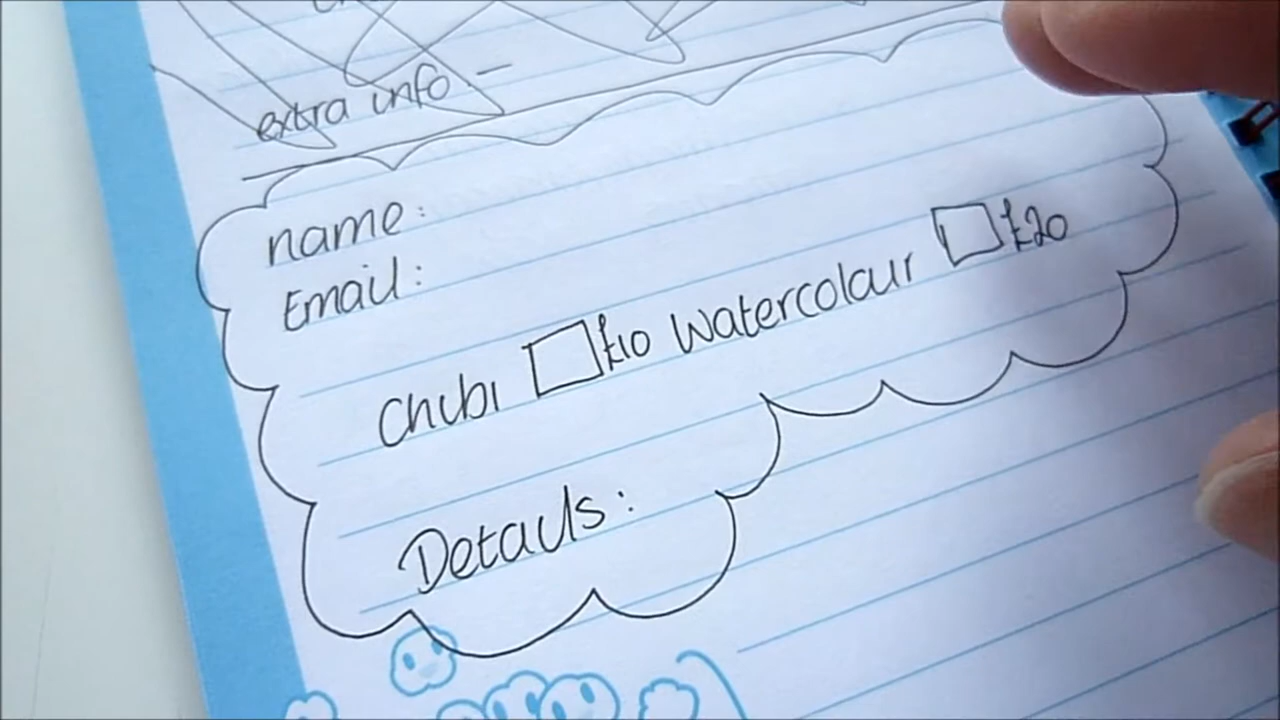 extra info -
name:
Email:
Chibi £10 Watercolour £20
Details: